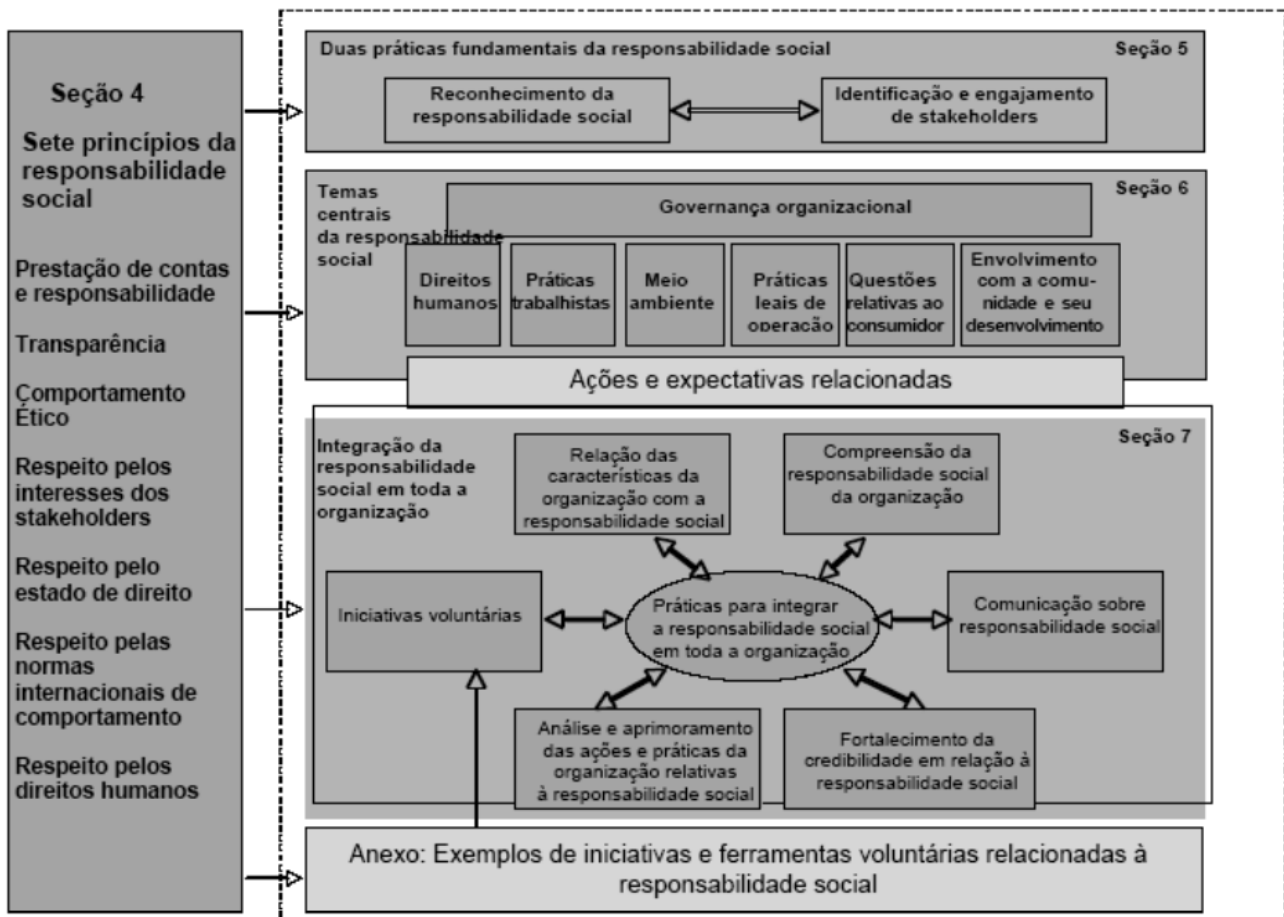 Seção 4
Sete princípios da
responsabilidade
social
Prestação de contas
e responsabilidade
Transparência
Comportamento
Ético
Respeito pelos
interesses dos
stakeholders
Respeito pelo
estado de direito
Respeito pelas
normas
internacionais de
comportamento
Respeito pelos
direitos humanos
Duas práticas fundamentais da responsabilidade social
Seção 5
Reconhecimento da
responsabilidade social
Identificação e engajamento
de stakeholders
Temas
centrais
da responsabilidade
social
Seção 6
Governança organizacional
Direitos
humanos
Práticas
trabalhistas
Meio
ambiente
Práticas
leais de
operação
Questões
relativas ao
consumidor
Envolvimento
com a comu-
nidade e seu
desenvolvimento
Ações e expectativas relacionadas
Integração da
responsabilidade
social em toda a
organização
Seção 7
Relação das
características da
organização com a
responsabilidade social
Compreensão da
responsabilidade social
da organização
Iniciativas voluntárias
Práticas para integrar
a responsabilidade social
em toda a organização
Comunicação sobre
responsabilidade social
Análise e aprimoramento
das ações e práticas da
organização relativas
à responsabilidade social
Fortalecimento da
credibilidade em relação à
responsabilidade social
Anexo: Exemplos de iniciativas e ferramentas voluntárias relacionadas à
responsabilidade social